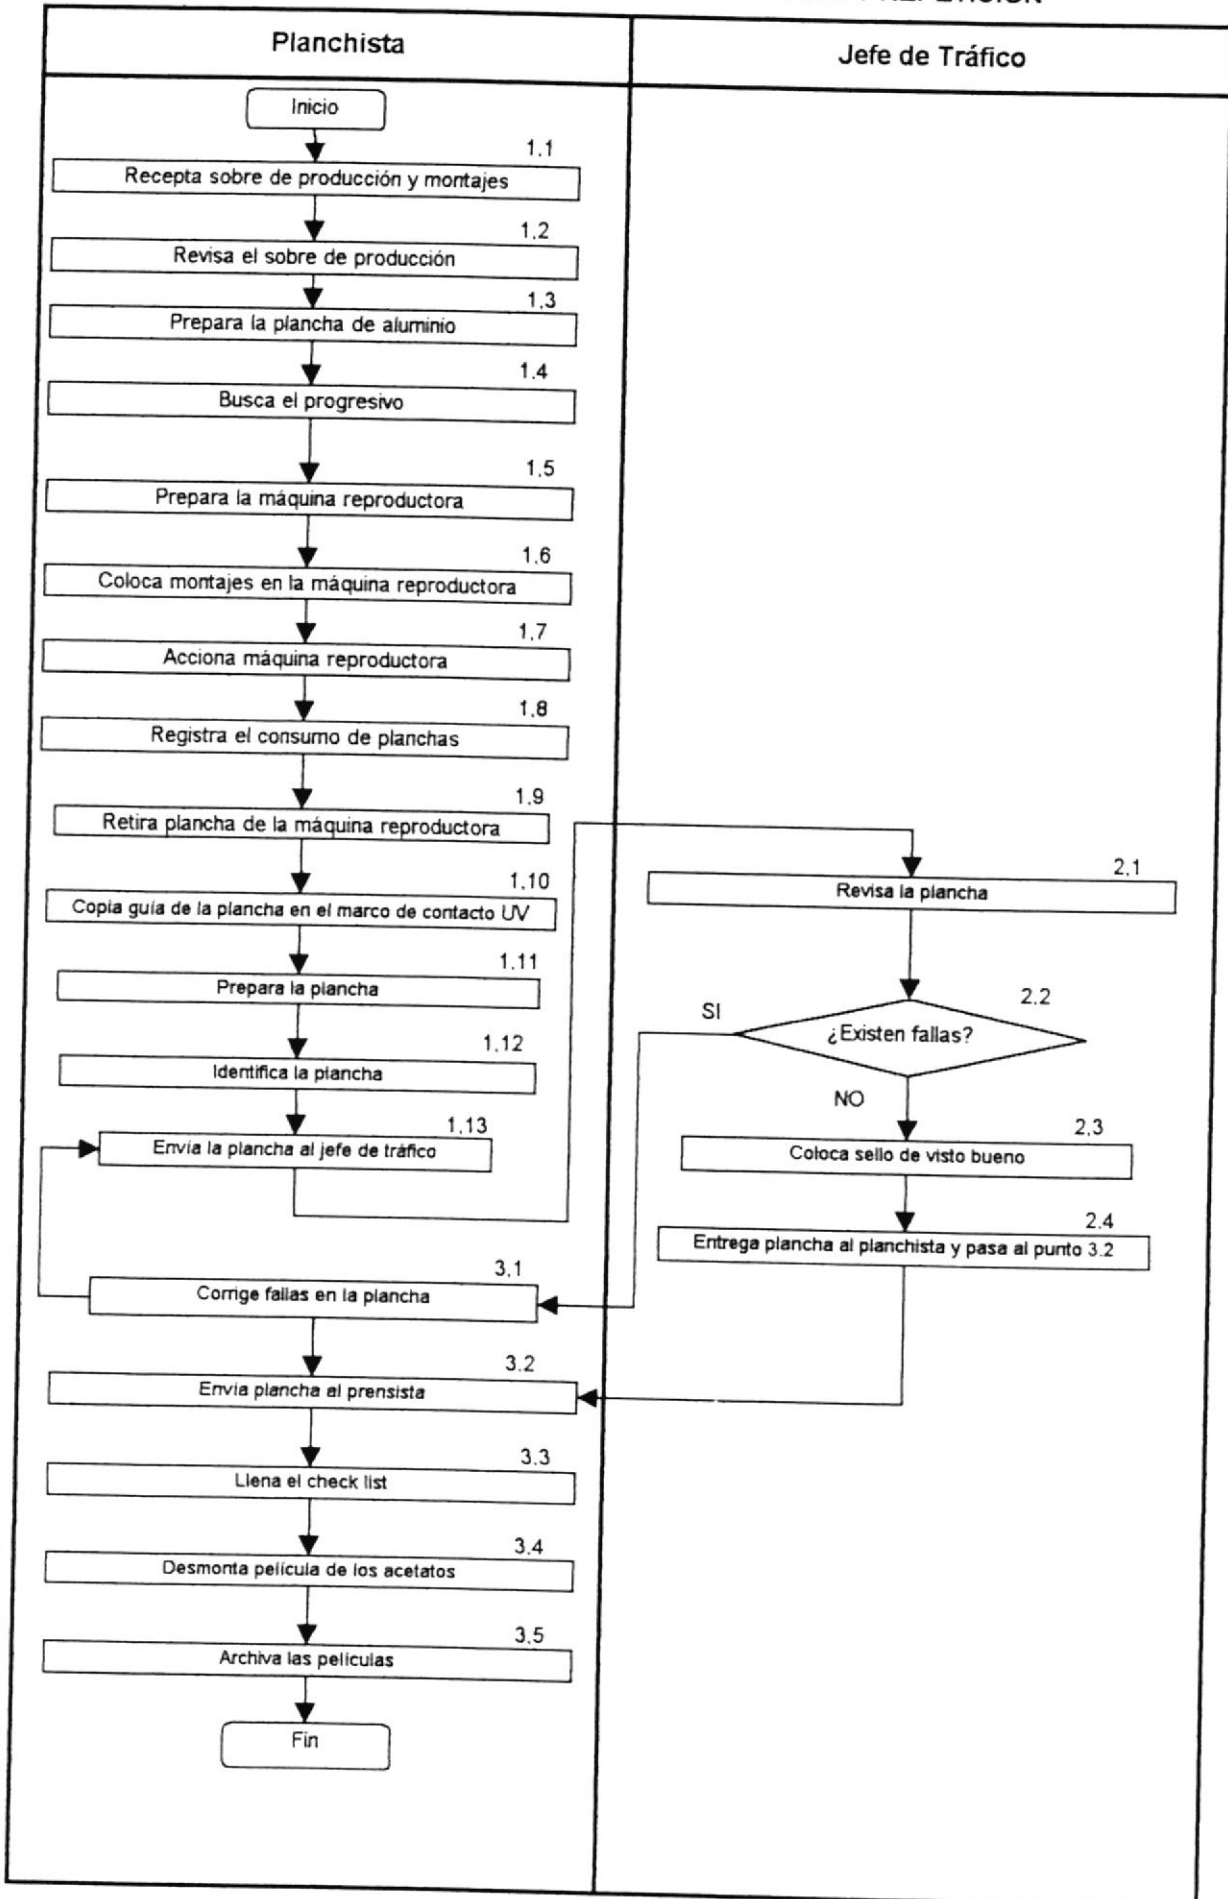 Planchista
Jefe de Tráfico
Inicio
1.1
Recepta sobre de producción y montajes
1.2
Revisa el sobre de producción
1.3
Prepara la plancha de aluminio
1.4
Busca el progresivo
1.5
Prepara la máquina reproductora
1.6
Coloca montajes en la máquina reproductora
1.7
Acciona máquina reproductora
1.8
Registra el consumo de planchas
1.9
Retira plancha de la máquina reproductora
1.10
Copia guía de la plancha en el marco de contacto UV
1.11
Prepara la plancha
1.12
Identifica la plancha
1.13
Envía la plancha al jefe de tráfico
2.1
Revisa la plancha
2.2
¿Existen fallas?
SI
NO
2.3
Coloca sello de visto bueno
2.4
Entrega plancha al planchista y pasa al punto 3.2
3.1
Corrige fallas en la plancha
3.2
Envía plancha al prensista
3.3
Llena el check list
3.4
Desmonta película de los acetatos
3.5
Archiva las películas
Fin